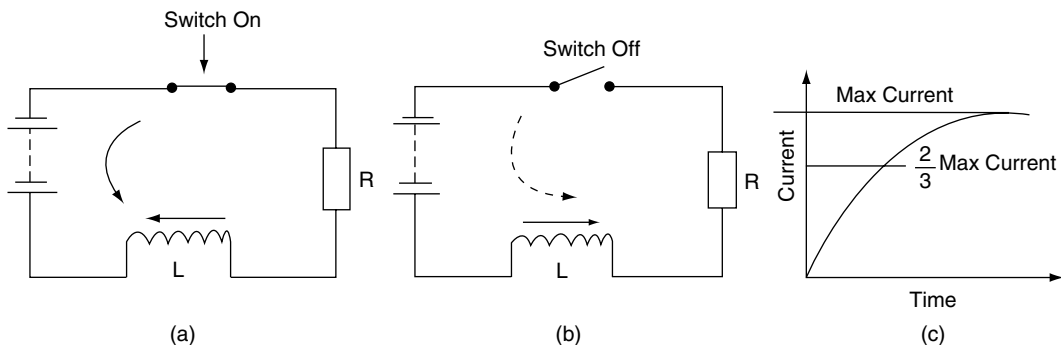 Switch On
R
L
(a)
Switch Off
R
L
(b)
Max Current
2/3 Max Current
Current
Time
(c)